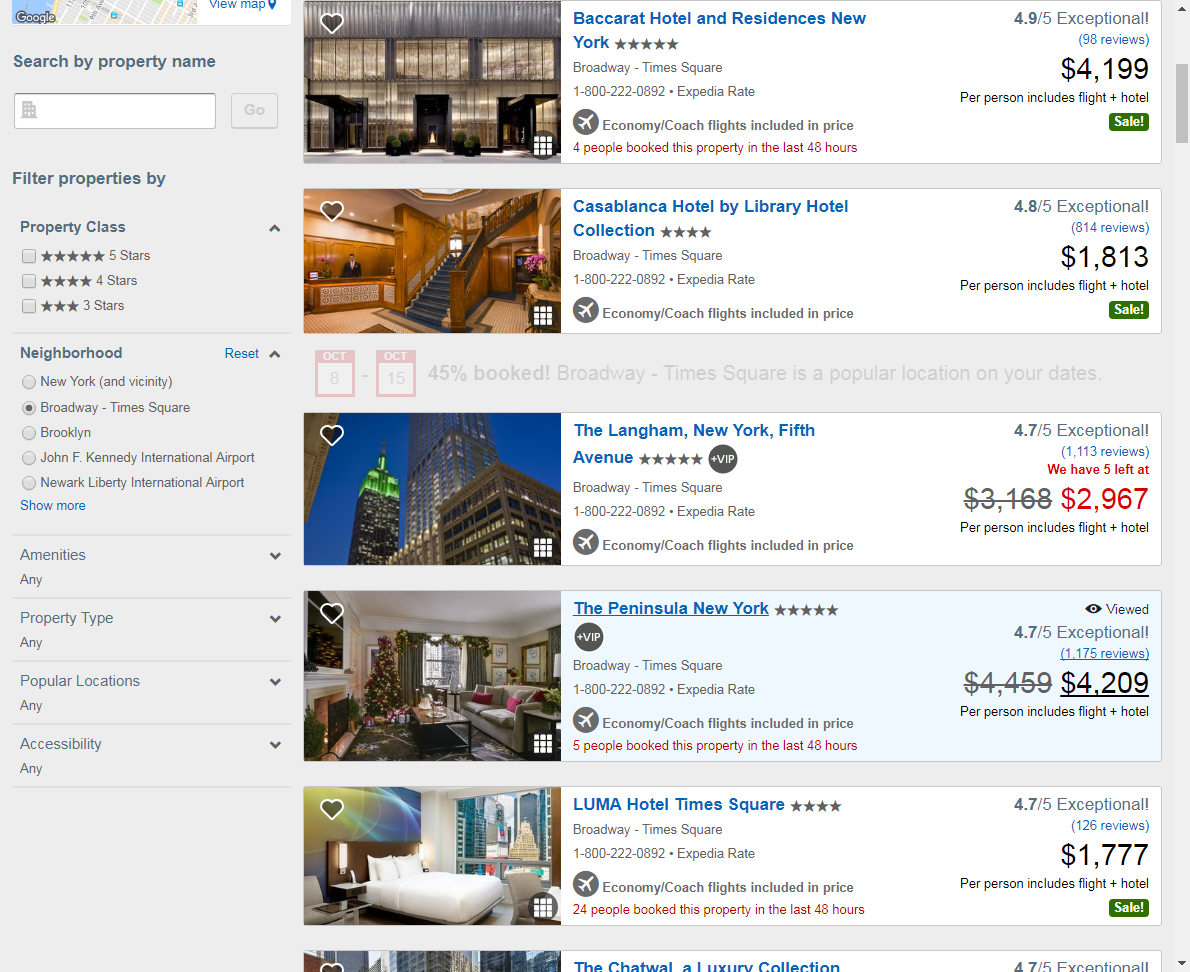 Google
View map
Search by property name
Go
Filter properties by
Property Class
5 Stars
4 Stars
3 Stars
Neighborhood Reset
New York (and vicinity)
Broadway - Times Square
Brooklyn
John F. Kennedy International Airport
Newark Liberty International Airport
Show more
Amenities
Any
Property Type
Any
Popular Locations
Any
Accessibility
Any
Baccarat Hotel and Residences New
York ★★★★★
Broadway - Times Square
1-800-222-0892 • Expedia Rate
Economy/Coach flights included in price
4 people booked this property in the last 48 hours
4.9/5 Exceptional!
(98 reviews)
$4,199
Per person includes flight + hotel
Sale!
Casablanca Hotel by Library Hotel
Collection ★★★★
Broadway - Times Square
1-800-222-0892 • Expedia Rate
Economy/Coach flights included in price
4.8/5 Exceptional!
(814 reviews)
$1,813
Per person includes flight + hotel
Sale!
OCT 8 - OCT 15 45% booked! Broadway - Times Square is a popular location on your dates.
The Langham, New York, Fifth
Avenue ★★★★★ +VIP
Broadway - Times Square
1-800-222-0892 • Expedia Rate
Economy/Coach flights included in price
4.7/5 Exceptional!
(1,113 reviews)
We have 5 left at
$3,168 $2,967
Per person includes flight + hotel
The Peninsula New York ★★★★★
+VIP
Broadway - Times Square
1-800-222-0892 • Expedia Rate
Economy/Coach flights included in price
5 people booked this property in the last 48 hours
Viewed
4.7/5 Exceptional!
(1,175 reviews)
$4,459 $4,209
Per person includes flight + hotel
LUMA Hotel Times Square ★★★★
Broadway - Times Square
1-800-222-0892 • Expedia Rate
Economy/Coach flights included in price
24 people booked this property in the last 48 hours
4.7/5 Exceptional!
(126 reviews)
$1,777
Per person includes flight + hotel
Sale!
The Chatwal, a Luxury Collection
4.7/5 Exceptional!